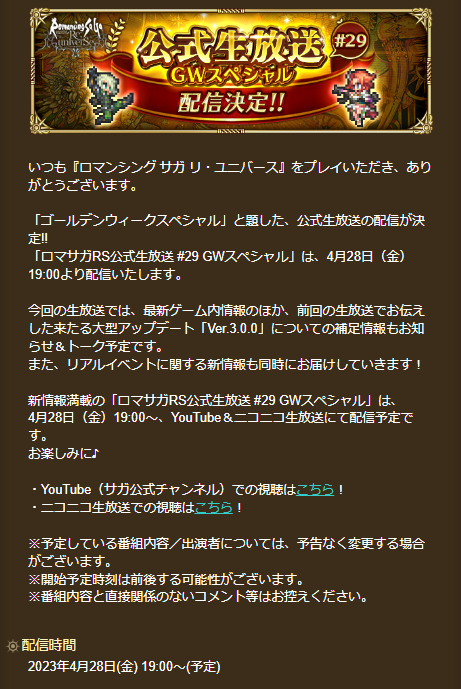 Romancing SaGa
Re;univerSe
公式生放送
#29
GWスペシャル
配信決定!!
いつも『ロマンシング サガ リ・ユニバース』をプレイいただき、あり
がとうございます。
「ゴールデンウィークスペシャル」と題した、公式生放送の配信が決
定!!
「ロマサガRS公式生放送 #29 GWスペシャル」は、4月28日（金）
19:00より配信いたします。
今回の生放送では、最新ゲーム内情報のほか、前回の生放送でお伝え
した来たる大型アップデート「Ver.3.0.0」についての補足情報もお知
らせ＆トーク予定です。
また、リアルイベントに関する新情報も同時にお届けしていきます！
新情報満載の「ロマサガRS公式生放送 #29 GWスペシャル」は、
4月28日（金）19:00～、YouTube＆ニコニコ生放送にて配信予定で
す。
お楽しみに♪
・YouTube（サガ公式チャンネル）での視聴はこちら！
・ニコニコ生放送での視聴はこちら！
※予定している番組内容／出演者については、予告なく変更する場合
がございます。
※開始予定時刻は前後する可能性がございます。
※番組内容と直接関係のないコメント等はお控えください。
配信時間
2023年4月28日(金) 19:00～(予定)